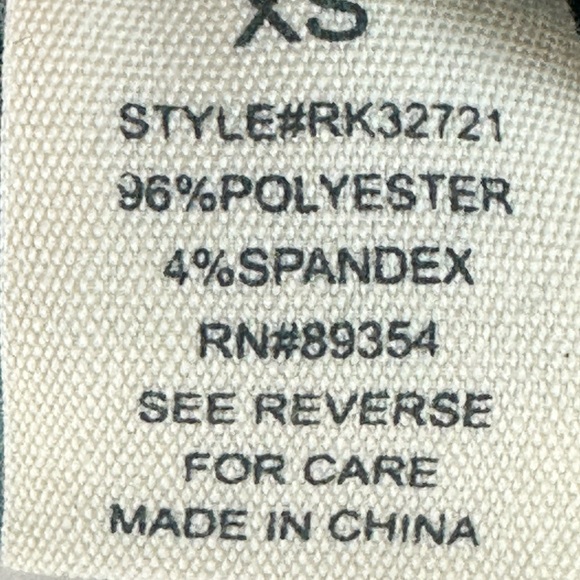 XS
STYLE#RK32721
96%POLYESTER
4%SPANDEX
RN#89354
SEE REVERSE
FOR CARE
MADE IN CHINA